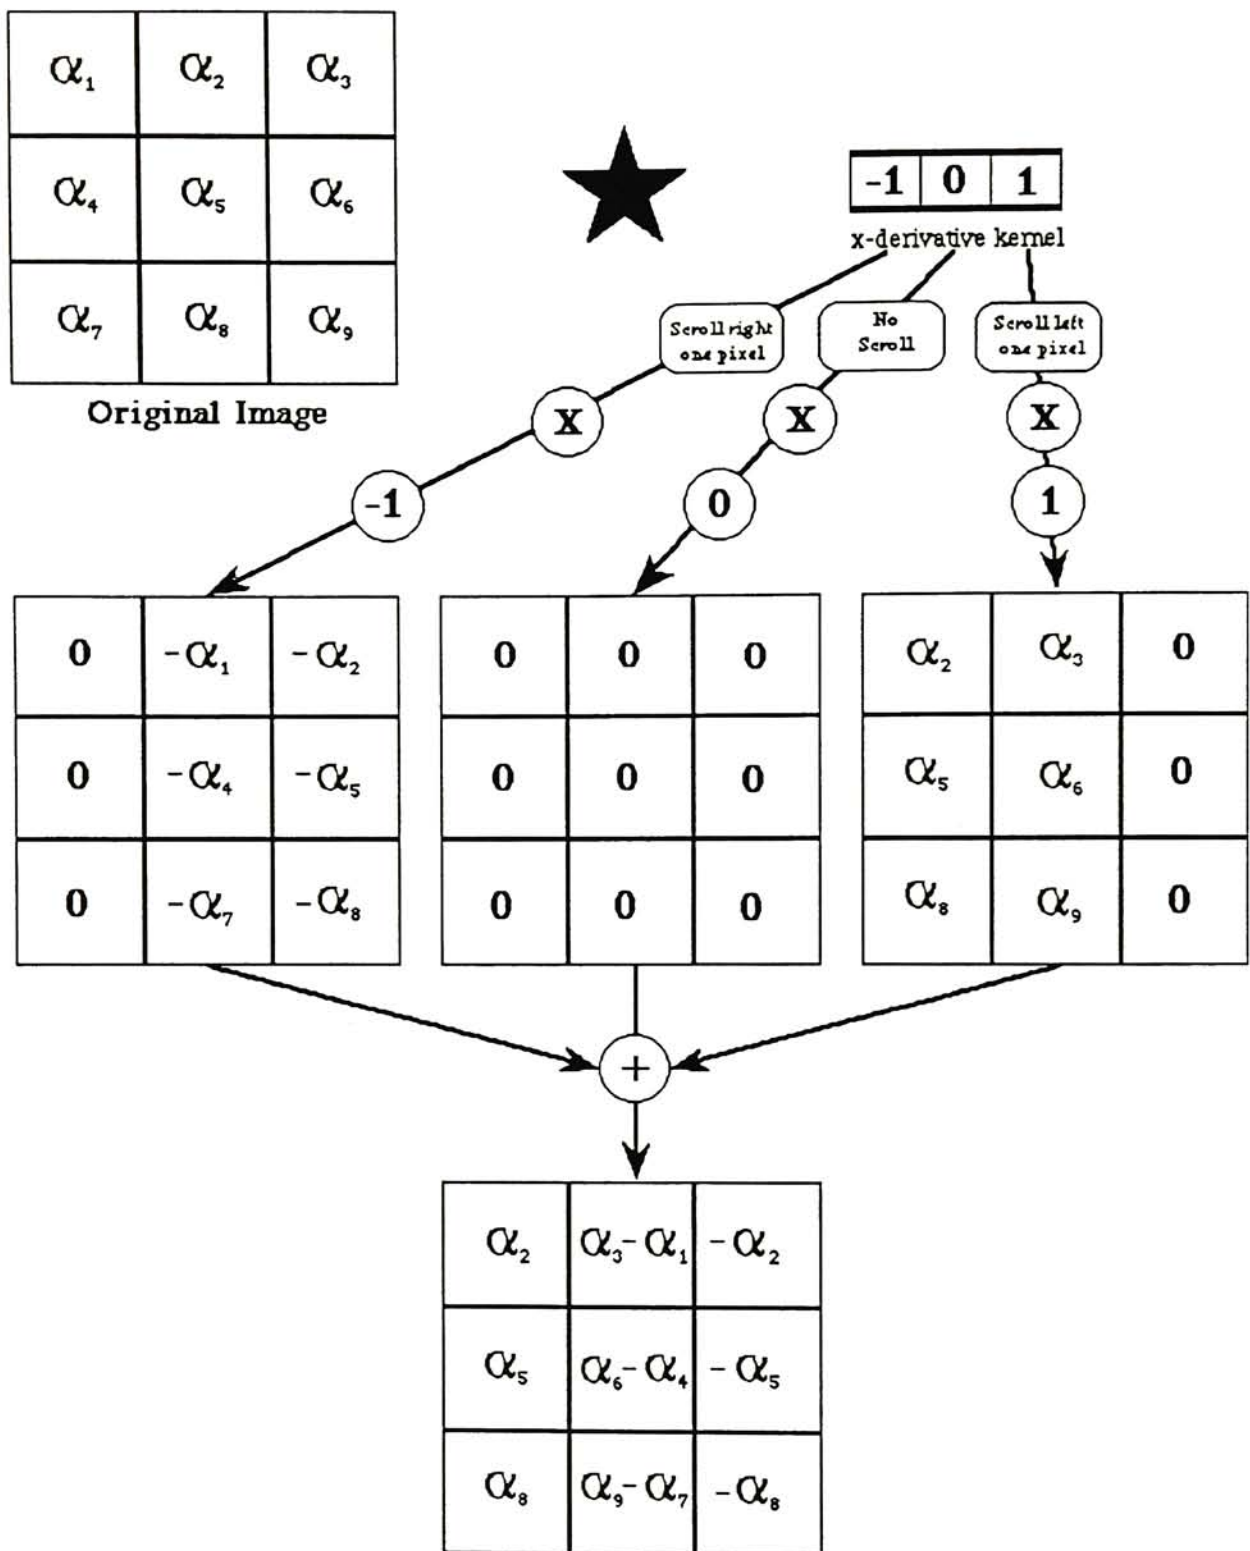 α₁ α₂ α₃
α₄ α₅ α₆
α₇ α₈ α₉
Original Image
-1 0 1
x-derivative kernel
Scroll right
one pixel
No
Scroll
Scroll left
one pixel
X X X
-1 0 1
0 -α₁ -α₂
0 -α₄ -α₅
0 -α₇ -α₈
0 0 0
0 0 0
0 0 0
α₂ α₃ 0
α₅ α₆ 0
α₈ α₉ 0
+
α₂ α₃-α₁ -α₂
α₅ α₆-α₄ -α₅
α₈ α₉-α₇ -α₈